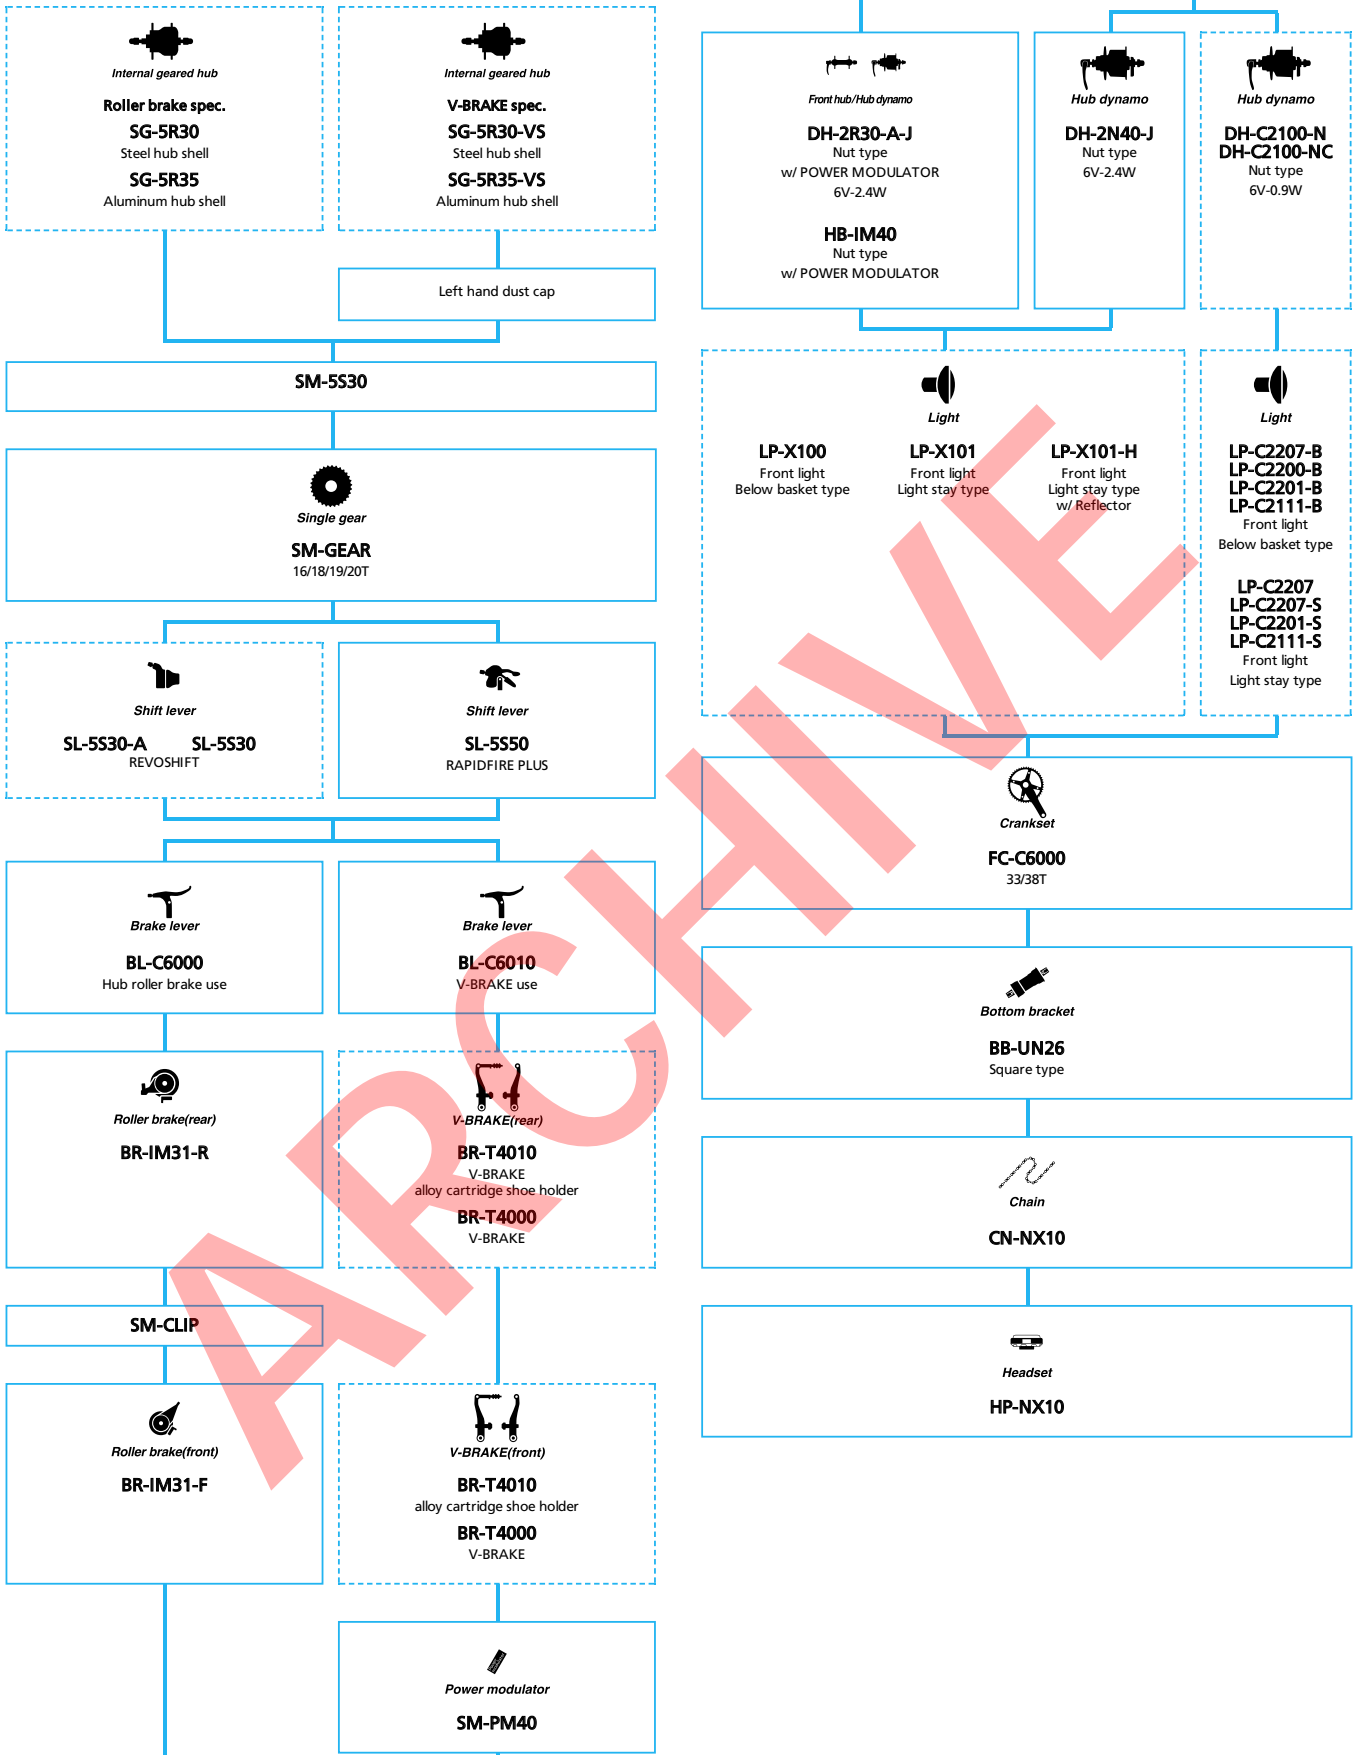 Internal geared hub
Roller brake spec.
SG-5R30
Steel hub shell
SG-5R35
Aluminum hub shell
Internal geared hub
V-BRAKE spec.
SG-5R30-VS
Steel hub shell
SG-5R35-VS
Aluminum hub shell
Left hand dust cap
SM-5S30
Single gear
SM-GEAR
16/18/19/20T
Shift lever
SL-5S30-A SL-5S30
REVOSHIFT
Shift lever
SL-5S50
RAPIDFIRE PLUS
Brake lever
BL-C6000
Hub roller brake use
Brake lever
BL-C6010
V-BRAKE use
Roller brake(rear)
BR-IM31-R
V-BRAKE(rear)
BR-T4010
V-BRAKE
alloy cartridge shoe holder
BR-T4000
V-BRAKE
SM-CLIP
Roller brake(front)
BR-IM31-F
V-BRAKE(front)
BR-T4010
alloy cartridge shoe holder
BR-T4000
V-BRAKE
Power modulator
SM-PM40
Front hub/Hub dynamo
DH-2R30-A-J
Nut type
w/ POWER MODULATOR
6V-2.4W
HB-IM40
Nut type
w/ POWER MODULATOR
Hub dynamo
DH-2N40-J
Nut type
6V-2.4W
Hub dynamo
DH-C2100-N
DH-C2100-NC
Nut type
6V-0.9W
Light
LP-X100
Front light
Below basket type
LP-X101
Front light
Light stay type
LP-X101-H
Front light
Light stay type
w/ Reflector
Light
LP-C2207-B
LP-C2200-B
LP-C2201-B
LP-C2111-B
Front light
Below basket type
LP-C2207
LP-C2207-S
LP-C2201-S
LP-C2111-S
Front light
Light stay type
Crankset
FC-C6000
33/38T
Bottom bracket
BB-UN26
Square type
Chain
CN-NX10
Headset
HP-NX10
ARCHIVE